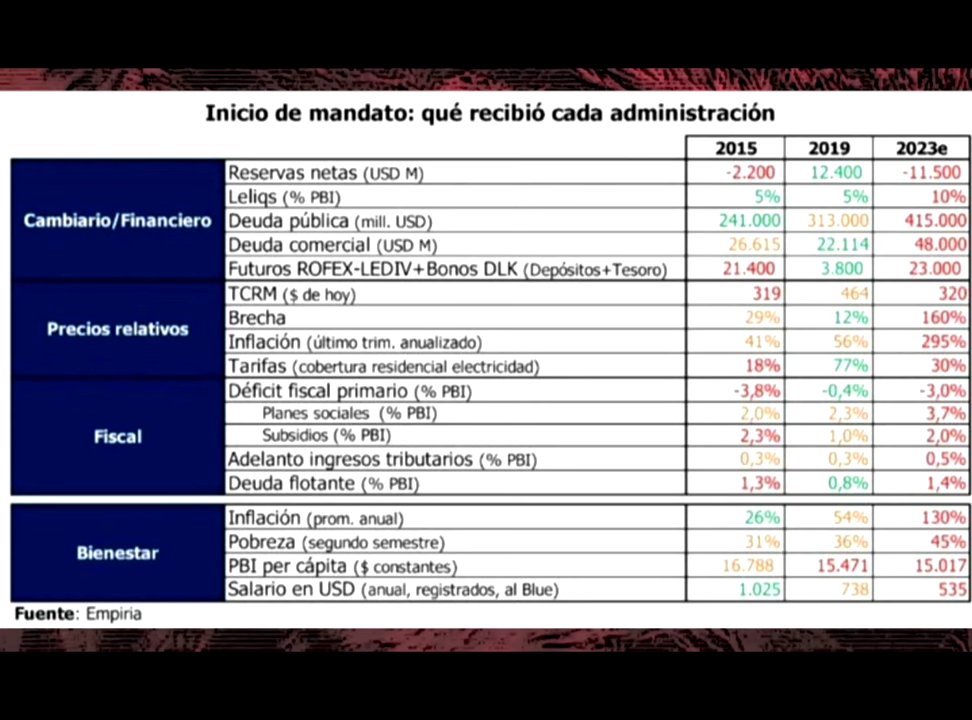 Inicio de mandato: qué recibió cada administración
2015 2019 2023e
Cambiario/Financiero
Reservas netas (USD M) -2.200 12.400 -11.500
Leliqs (% PBI) 5% 5% 10%
Deuda pública (mill. USD) 241.000 313.000 415.000
Deuda comercial (USD M) 26.615 22.114 48.000
Futuros ROFEX-LEDIV+Bonos DLK (Depósitos+Tesoro) 21.400 3.800 23.000
Precios relativos
TCRM ($ de hoy) 319 464 320
Brecha 29% 12% 160%
Inflación (último trim. anualizado) 41% 56% 295%
Tarifas (cobertura residencial electricidad) 18% 77% 30%
Fiscal
Déficit fiscal primario (% PBI) -3,8% -0,4% -3,0%
Planes sociales (% PBI) 2,0% 2,3% 3,7%
Subsidios (% PBI) 2,3% 1,0% 2,0%
Adelanto ingresos tributarios (% PBI) 0,3% 0,3% 0,5%
Deuda flotante (% PBI) 1,3% 0,8% 1,4%
Bienestar
Inflación (prom. anual) 26% 54% 130%
Pobreza (segundo semestre) 31% 36% 45%
PBI per cápita ($ constantes) 16.788 15.471 15.017
Salario en USD (anual, registrados, al Blue) 1.025 738 535
Fuente: Empiria